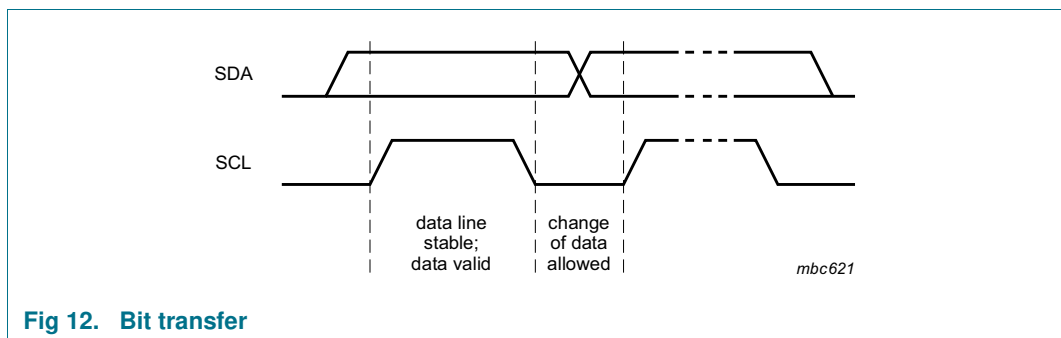 SDA
SCL
data line
stable;
data valid
change
of data
allowed
mbc621
Fig 12. Bit transfer